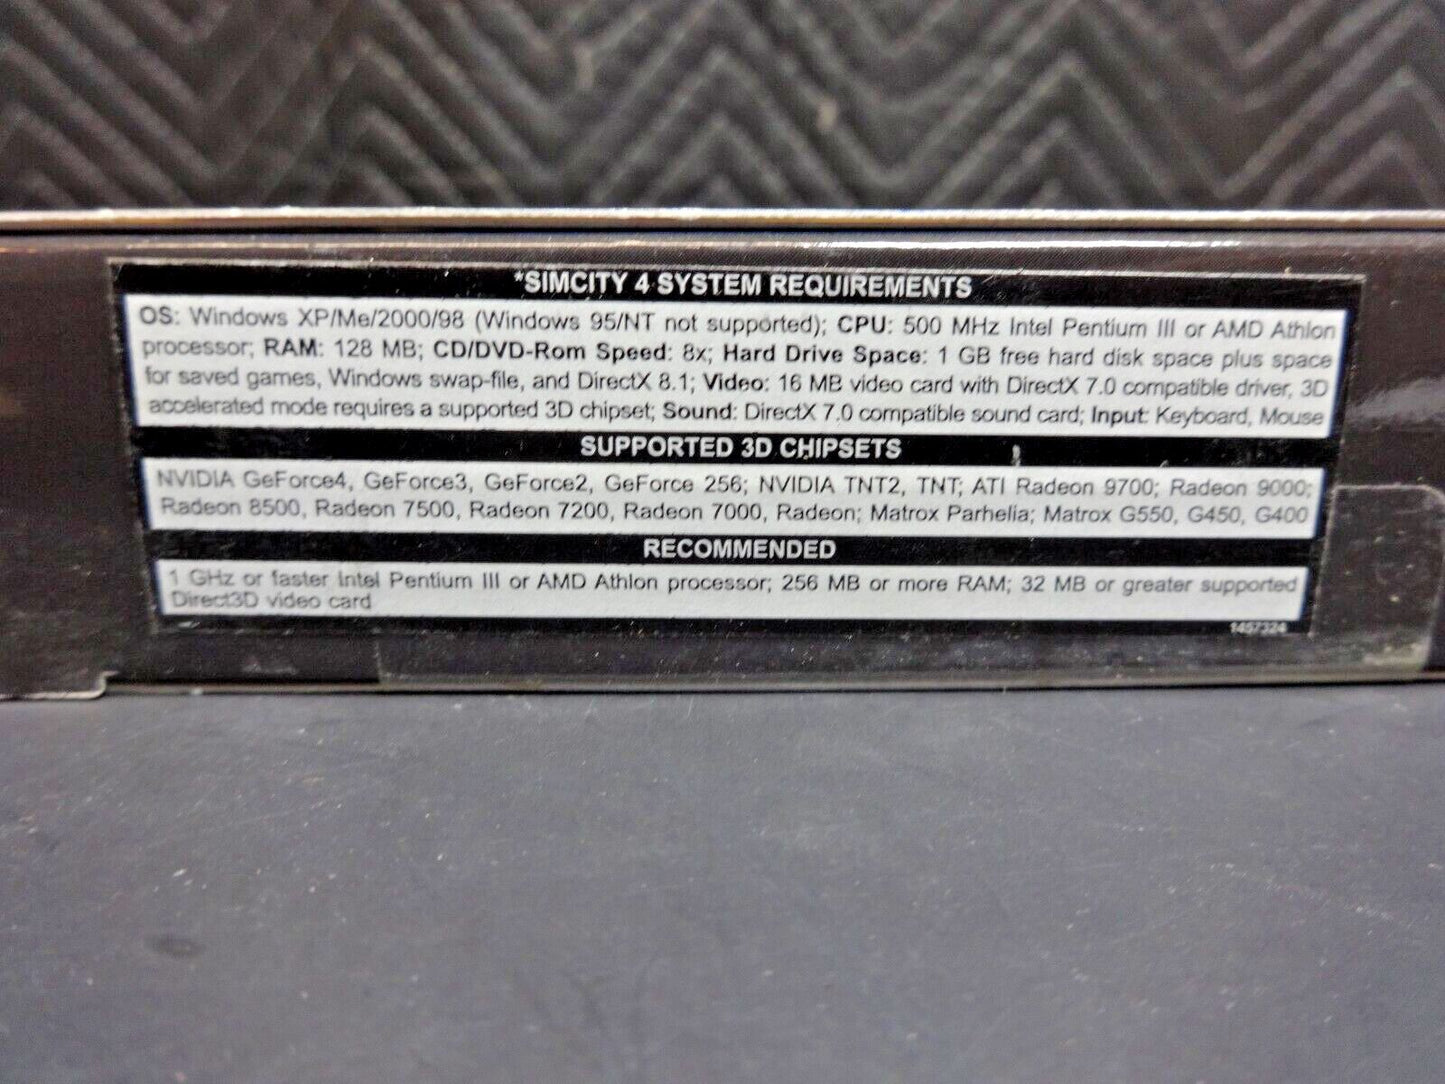 *SIMCITY 4 SYSTEM REQUIREMENTS
OS: Windows XP/Me/2000/98 (Windows 95/NT not supported); CPU: 500 MHz Intel Pentium III or AMD Athlon
processor; RAM: 128 MB; CD/DVD-Rom Speed: 8x; Hard Drive Space: 1 GB free hard disk space plus space
for saved games, Windows swap-file, and DirectX 8.1; Video: 16 MB video card with DirectX 7.0 compatible driver, 3D
accelerated mode requires a supported 3D chipset; Sound: DirectX 7.0 compatible sound card; Input: Keyboard, Mouse
SUPPORTED 3D CHIPSETS
NVIDIA GeForce4, GeForce3, GeForce2, GeForce 256; NVIDIA TNT2, TNT; ATI Radeon 9700; Radeon 9000;
Radeon 8500, Radeon 7500, Radeon 7200, Radeon 7000, Radeon; Matrox Parhelia; Matrox G550, G450, G400
RECOMMENDED
1 GHz or faster Intel Pentium III or AMD Athlon processor; 256 MB or more RAM; 32 MB or greater supported
Direct3D video card
1457324